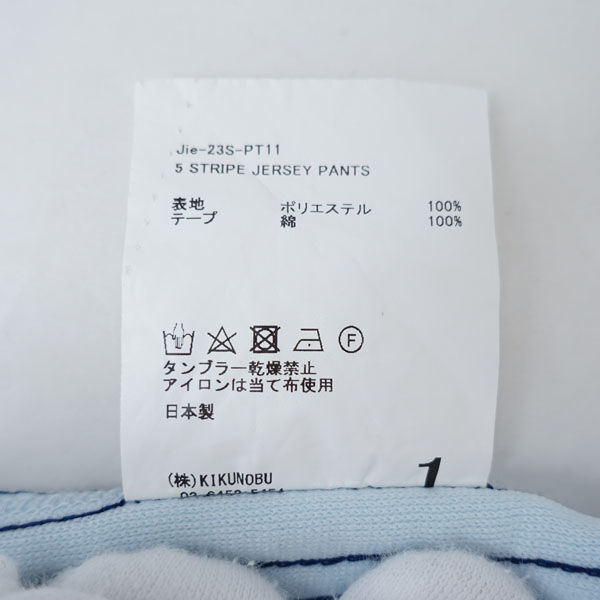 Jie-23S-PT11
5 STRIPE JERSEY PANTS
表地 ポリエステル 100%
テープ 綿 100%
F
タンブラー乾燥禁止
アイロンは当て布使用
日本製
(株)KIKUNOBU
1